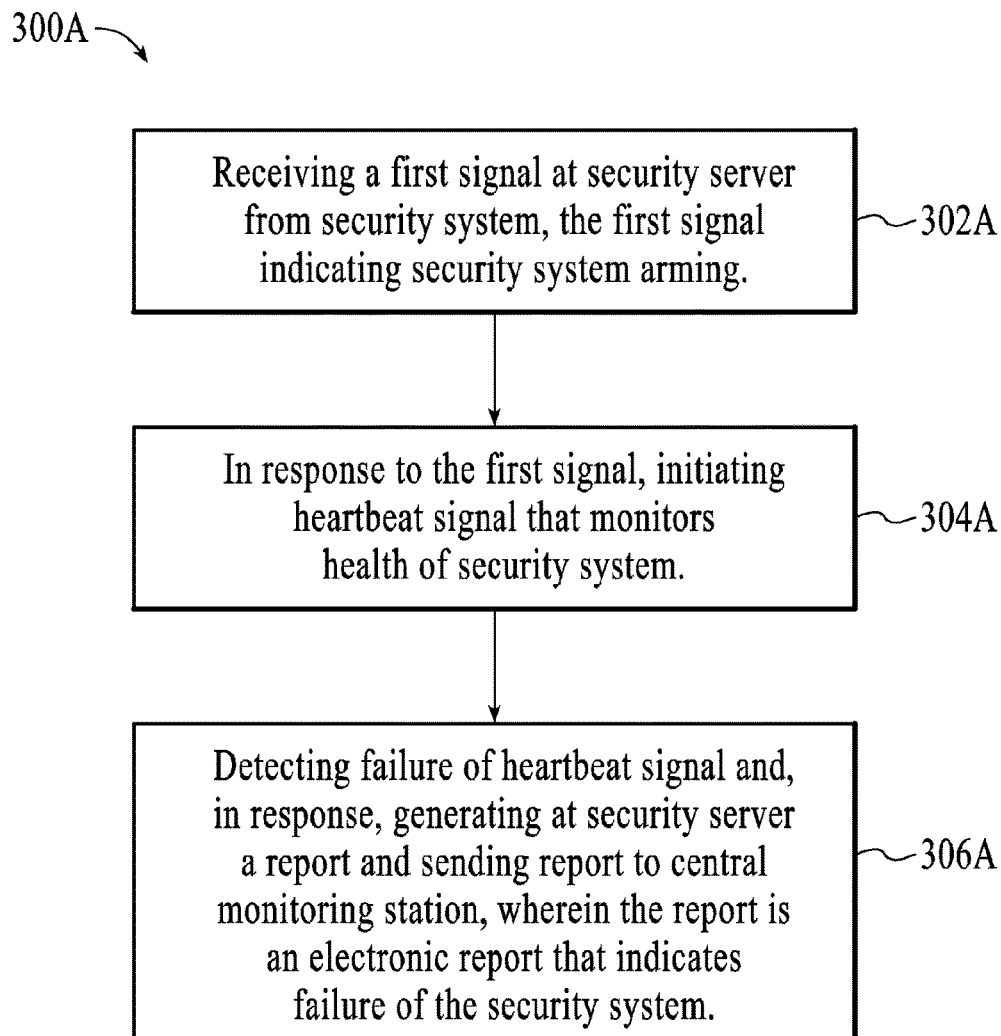 300A
Receiving a first signal at security server
from security system, the first signal
indicating security system arming.
302A
In response to the first signal, initiating
heartbeat signal that monitors
health of security system.
304A
Detecting failure of heartbeat signal and,
in response, generating at security server
a report and sending report to central
monitoring station, wherein the report is
an electronic report that indicates
failure of the security system.
306A